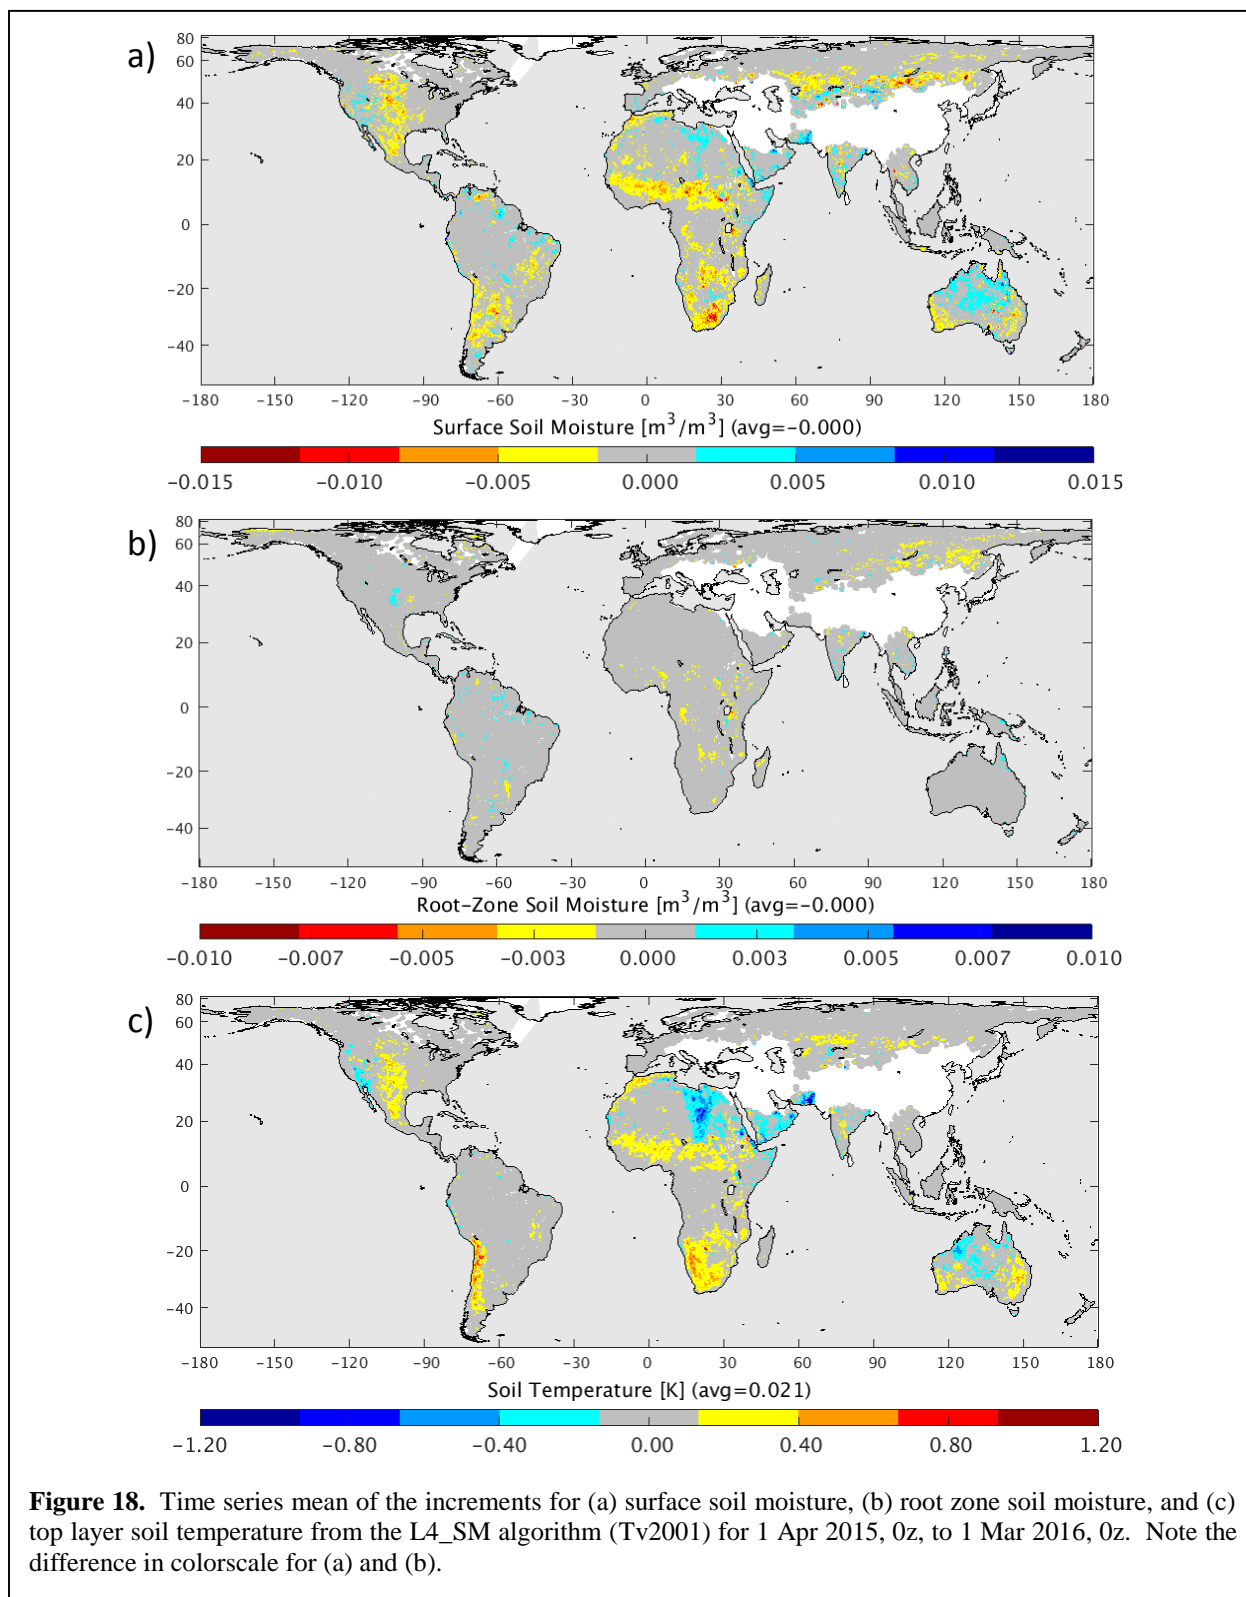 a)
80
60
40
20
0
−20
−40
−180 −150 −120 −90 −60 −30 0 30 60 90 120 150 180
Surface Soil Moisture [m³/m³] (avg=−0.000)
−0.015 −0.010 −0.005 0.000 0.005 0.010 0.015
b)
80
60
40
20
0
−20
−40
−180 −150 −120 −90 −60 −30 0 30 60 90 120 150 180
Root−Zone Soil Moisture [m³/m³] (avg=−0.000)
−0.010 −0.007 −0.005 −0.003 0.000 0.003 0.005 0.007 0.010
c)
80
60
40
20
0
−20
−40
−180 −150 −120 −90 −60 −30 0 30 60 90 120 150 180
Soil Temperature [K] (avg=0.021)
−1.20 −0.80 −0.40 0.00 0.40 0.80 1.20
Figure 18. Time series mean of the increments for (a) surface soil moisture, (b) root zone soil moisture, and (c)
top layer soil temperature from the L4_SM algorithm (Tv2001) for 1 Apr 2015, 0z, to 1 Mar 2016, 0z. Note the
difference in colorscale for (a) and (b).